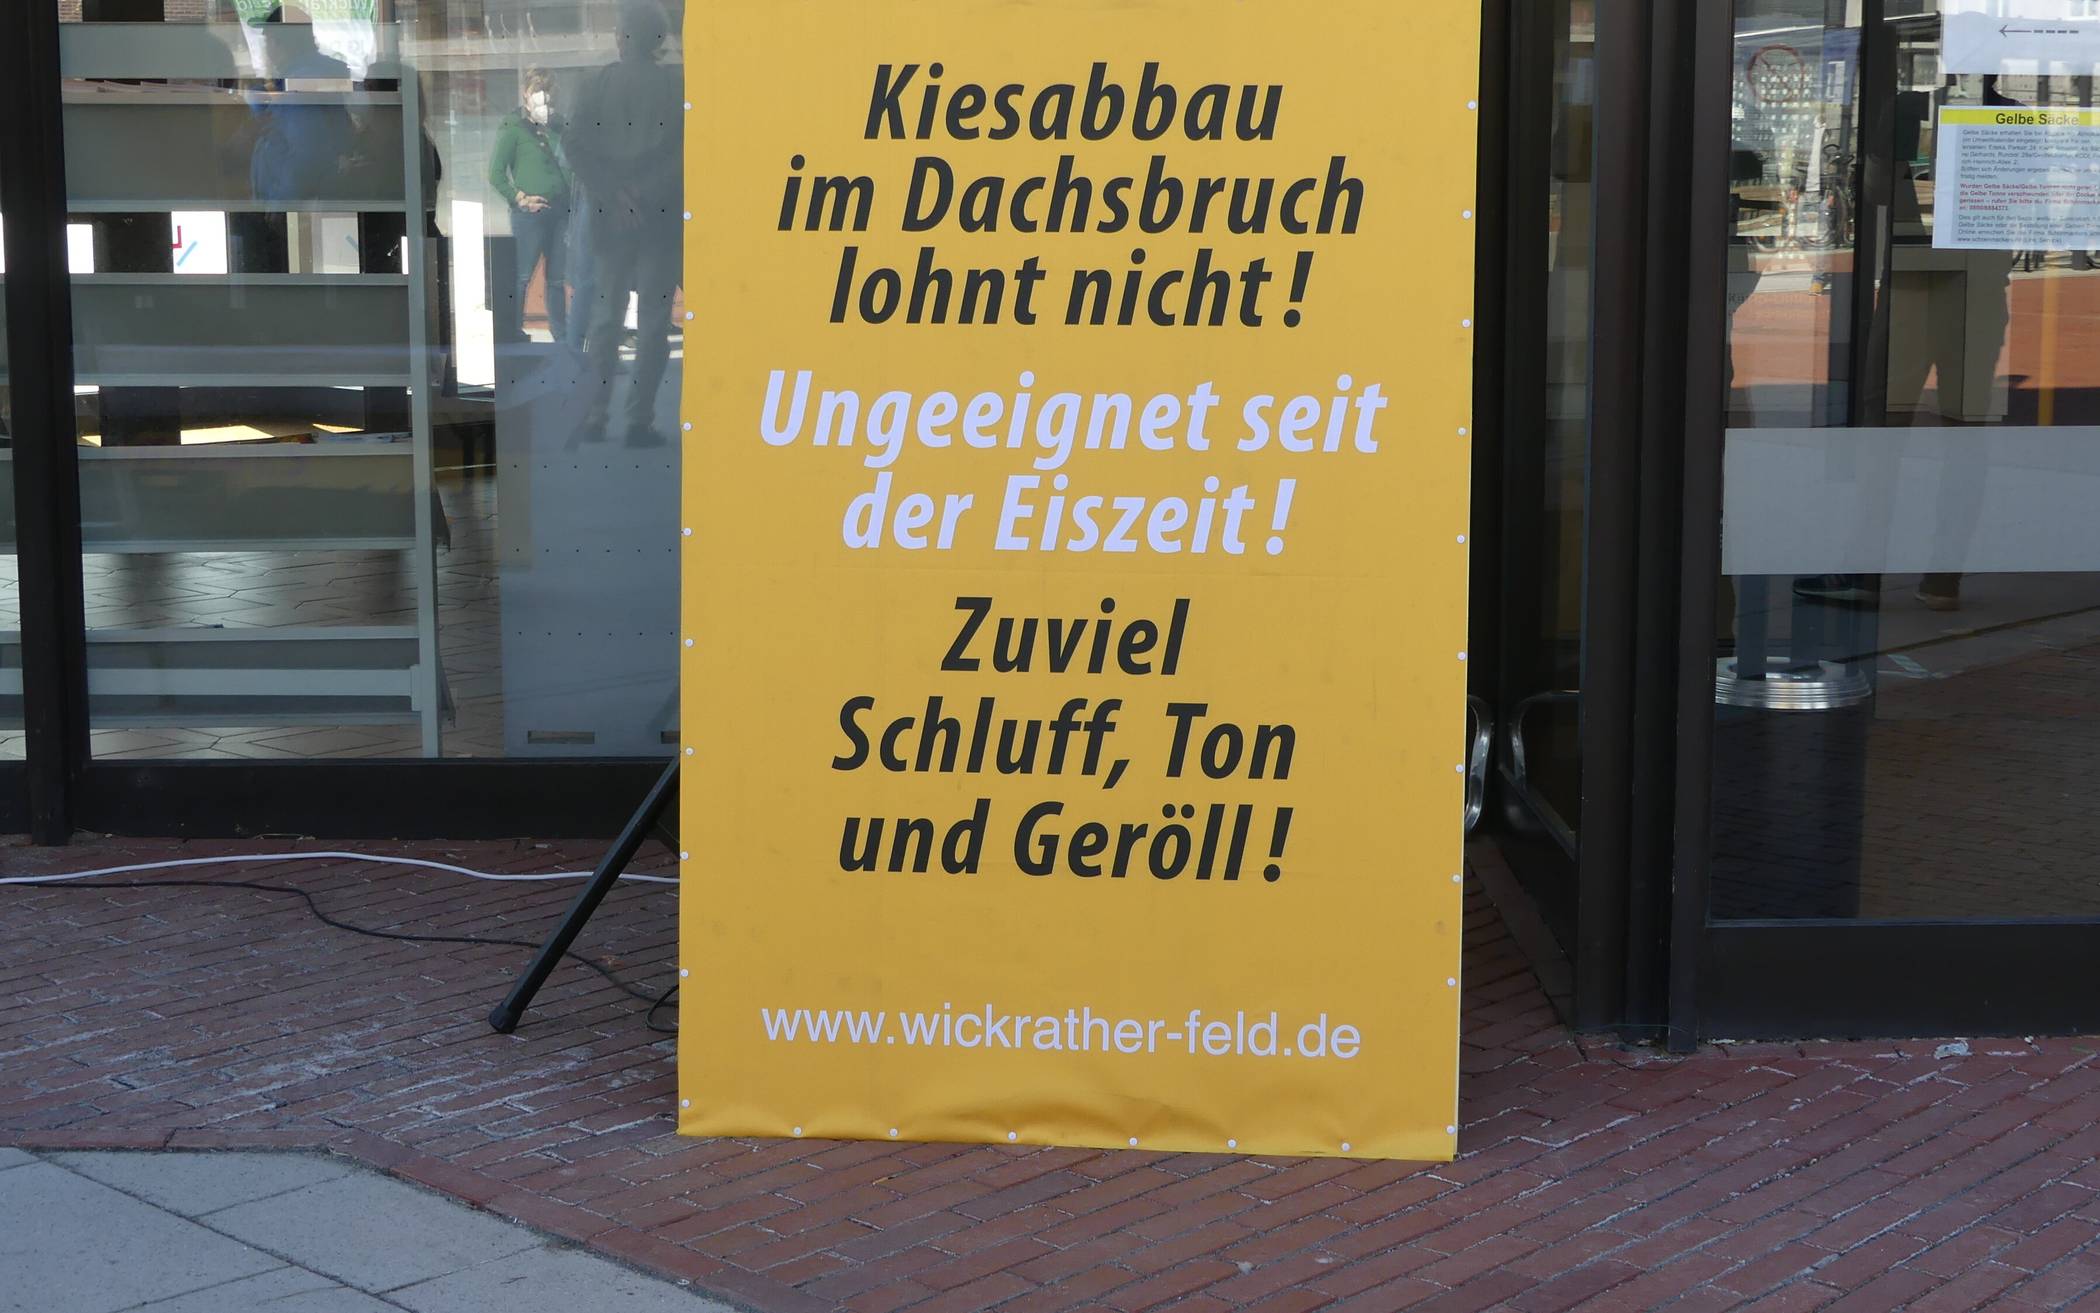 Kiesabbau
im Dachsbruch
lohnt nicht!
Ungeeignet seit
der Eiszeit!
Zuviel
Schluff, Ton
und Geröll!
www.wickrather-feld.de
Gelbe Säcke